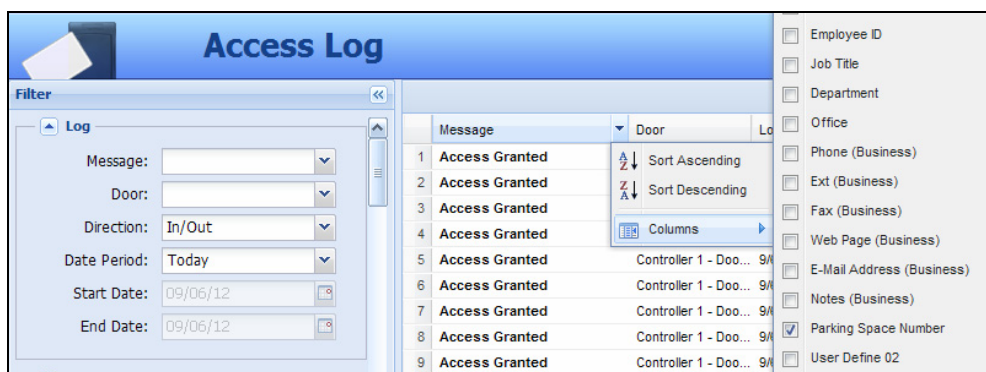 Access Log
Filter
Log
Message:
Door:
Direction: In/Out
Date Period: Today
Start Date: 09/06/12
End Date: 09/06/12
Message Door
1 Access Granted
2 Access Granted
3 Access Granted
4 Access Granted
5 Access Granted Controller 1 - Doo...
6 Access Granted Controller 1 - Doo...
7 Access Granted Controller 1 - Doo...
8 Access Granted Controller 1 - Doo...
9 Access Granted Controller 1 - Doo...
Sort Ascending
Sort Descending
Columns
Employee ID
Job Title
Department
Office
Phone (Business)
Ext (Business)
Fax (Business)
Web Page (Business)
E-Mail Address (Business)
Notes (Business)
Parking Space Number
User Define 02